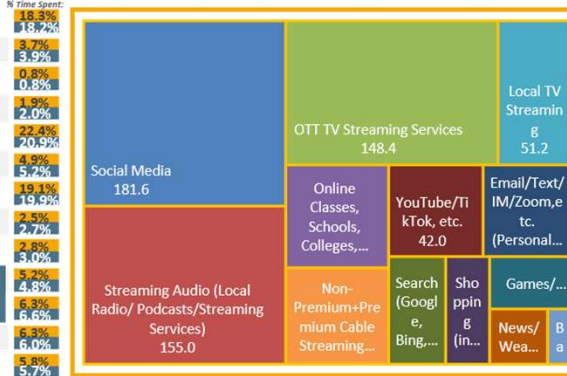 % Time Spent:
18.3%
18.2%
3.7%
3.9%
0.8%
0.8%
1.9%
2.0%
22.4%
20.9%
4.9%
5.2%
19.1%
19.9%
2.5%
2.7%
2.8%
3.0%
5.2%
4.8%
6.3%
6.6%
6.3%
6.0%
5.8%
5.7%
Social Media
181.6
Streaming Audio (Local
Radio/ Podcasts/Streaming
Services)
155.0
OTT TV Streaming Services
148.4
Local TV
Streamin
g
51.2
Online
Classes,
Schools,
Colleges,...
YouTube/Ti
kTok, etc.
42.0
Email/Text/
IM/Zoom,e
tc.
(Personal...
Non-
Premium+Pre
mium Cable
Streaming...
Search
(Googl
e,
Bing,...
Sho
ppin
g
(in...
Games/...
News/
Wea...
B
a